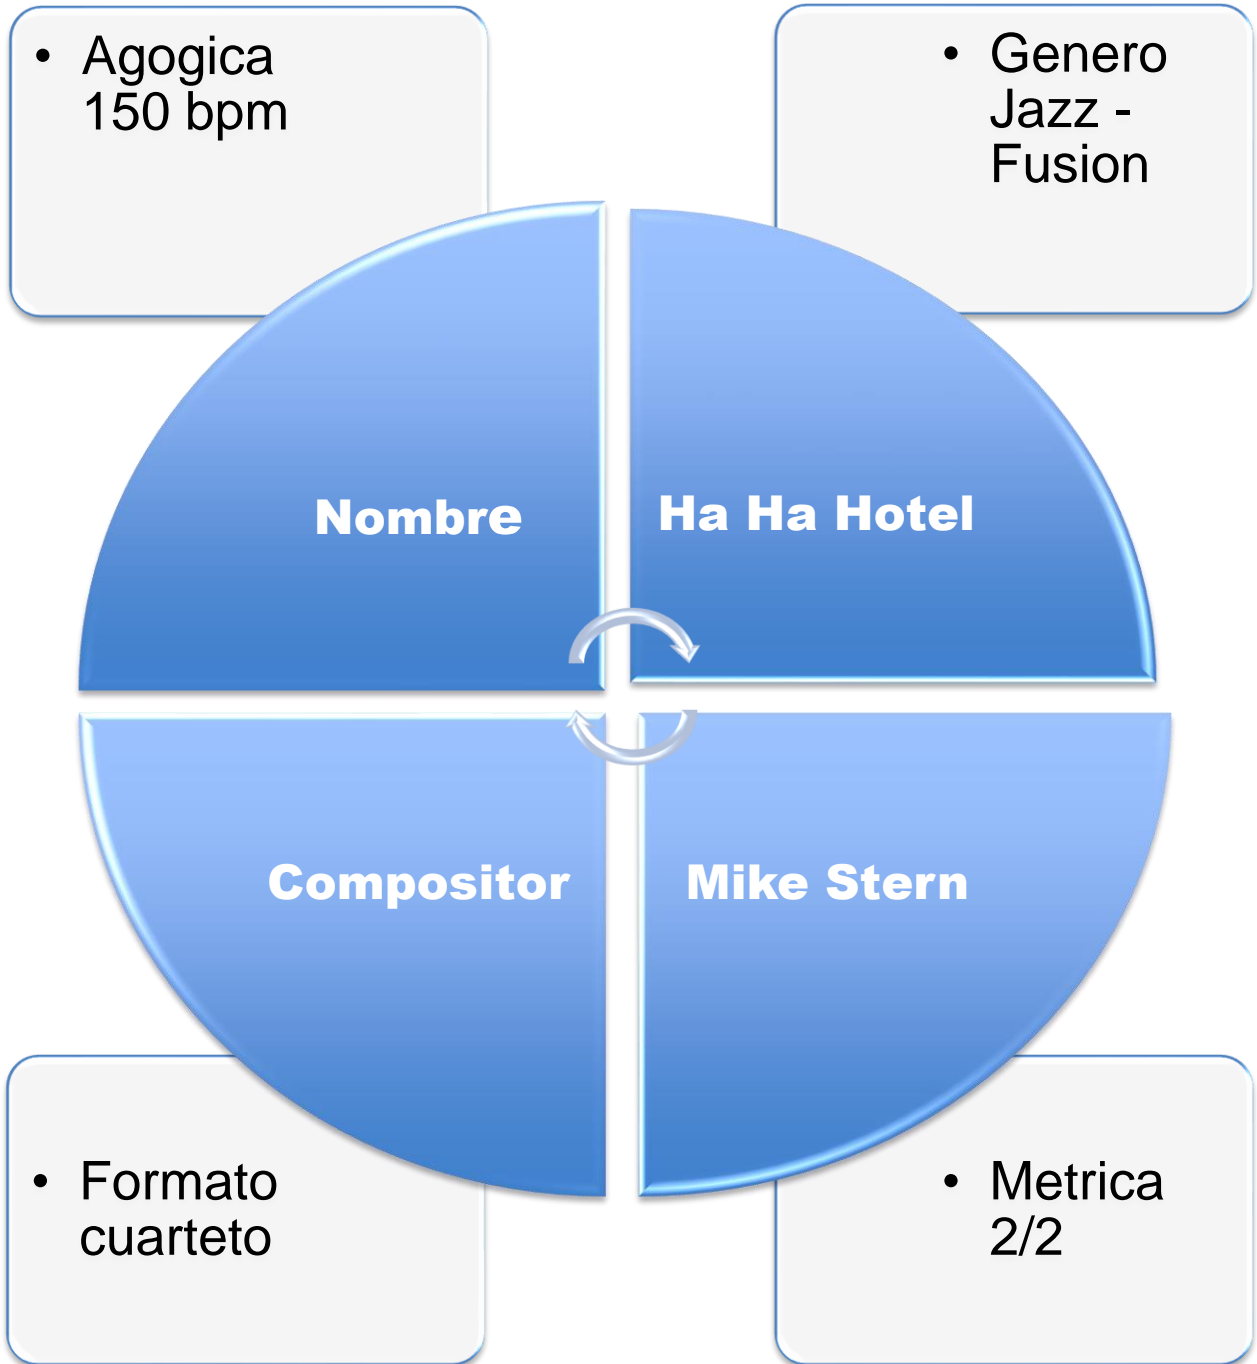 • Agogica
150 bpm
• Genero
Jazz -
Fusion
Nombre
Ha Ha Hotel
Compositor
Mike Stern
• Formato
cuarteto
• Metrica
2/2